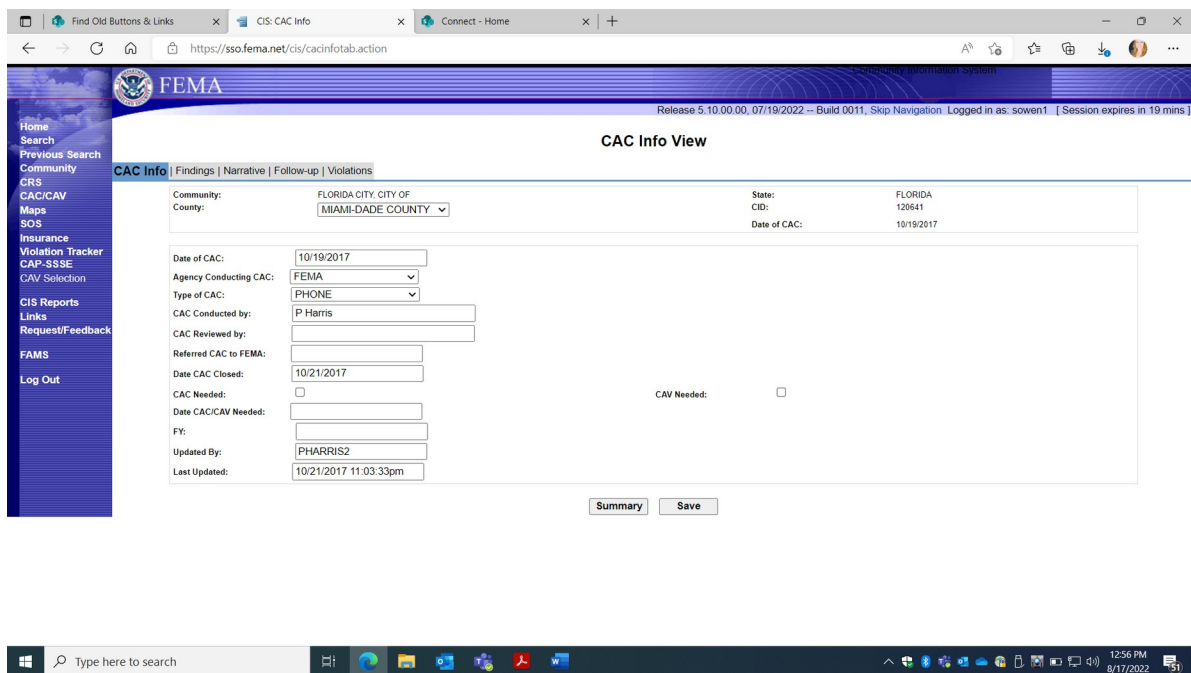 Find Old Buttons & Links CIS: CAC Info Connect - Home
https://sso.fema.net/cis/cacinfotab.action
FEMA Community Information System
Release 5.10.00.00, 07/19/2022 -- Build 0011, Skip Navigation Logged in as: sowen1 [ Session expires in 19 mins ]
Home
Search
Previous Search
Community
CRS
CAC/CAV
Maps
SOS
Insurance
Violation Tracker
CAP-SSSE
CAV Selection
CIS Reports
Links
Request/Feedback
FAMS
Log Out
CAC Info View
CAC Info | Findings | Narrative | Follow-up | Violations
Community: FLORIDA CITY, CITY OF State: FLORIDA
County: MIAMI-DADE COUNTY CID: 120641
Date of CAC: 10/19/2017
Date of CAC: 10/19/2017
Agency Conducting CAC: FEMA
Type of CAC: PHONE
CAC Conducted by: P Harris
CAC Reviewed by:
Referred CAC to FEMA:
Date CAC Closed: 10/21/2017
CAC Needed: CAV Needed:
Date CAC/CAV Needed:
FY:
Updated By: PHARRIS2
Last Updated: 10/21/2017 11:03:33pm
Summary Save
Type here to search
12:56 PM
8/17/2022
51